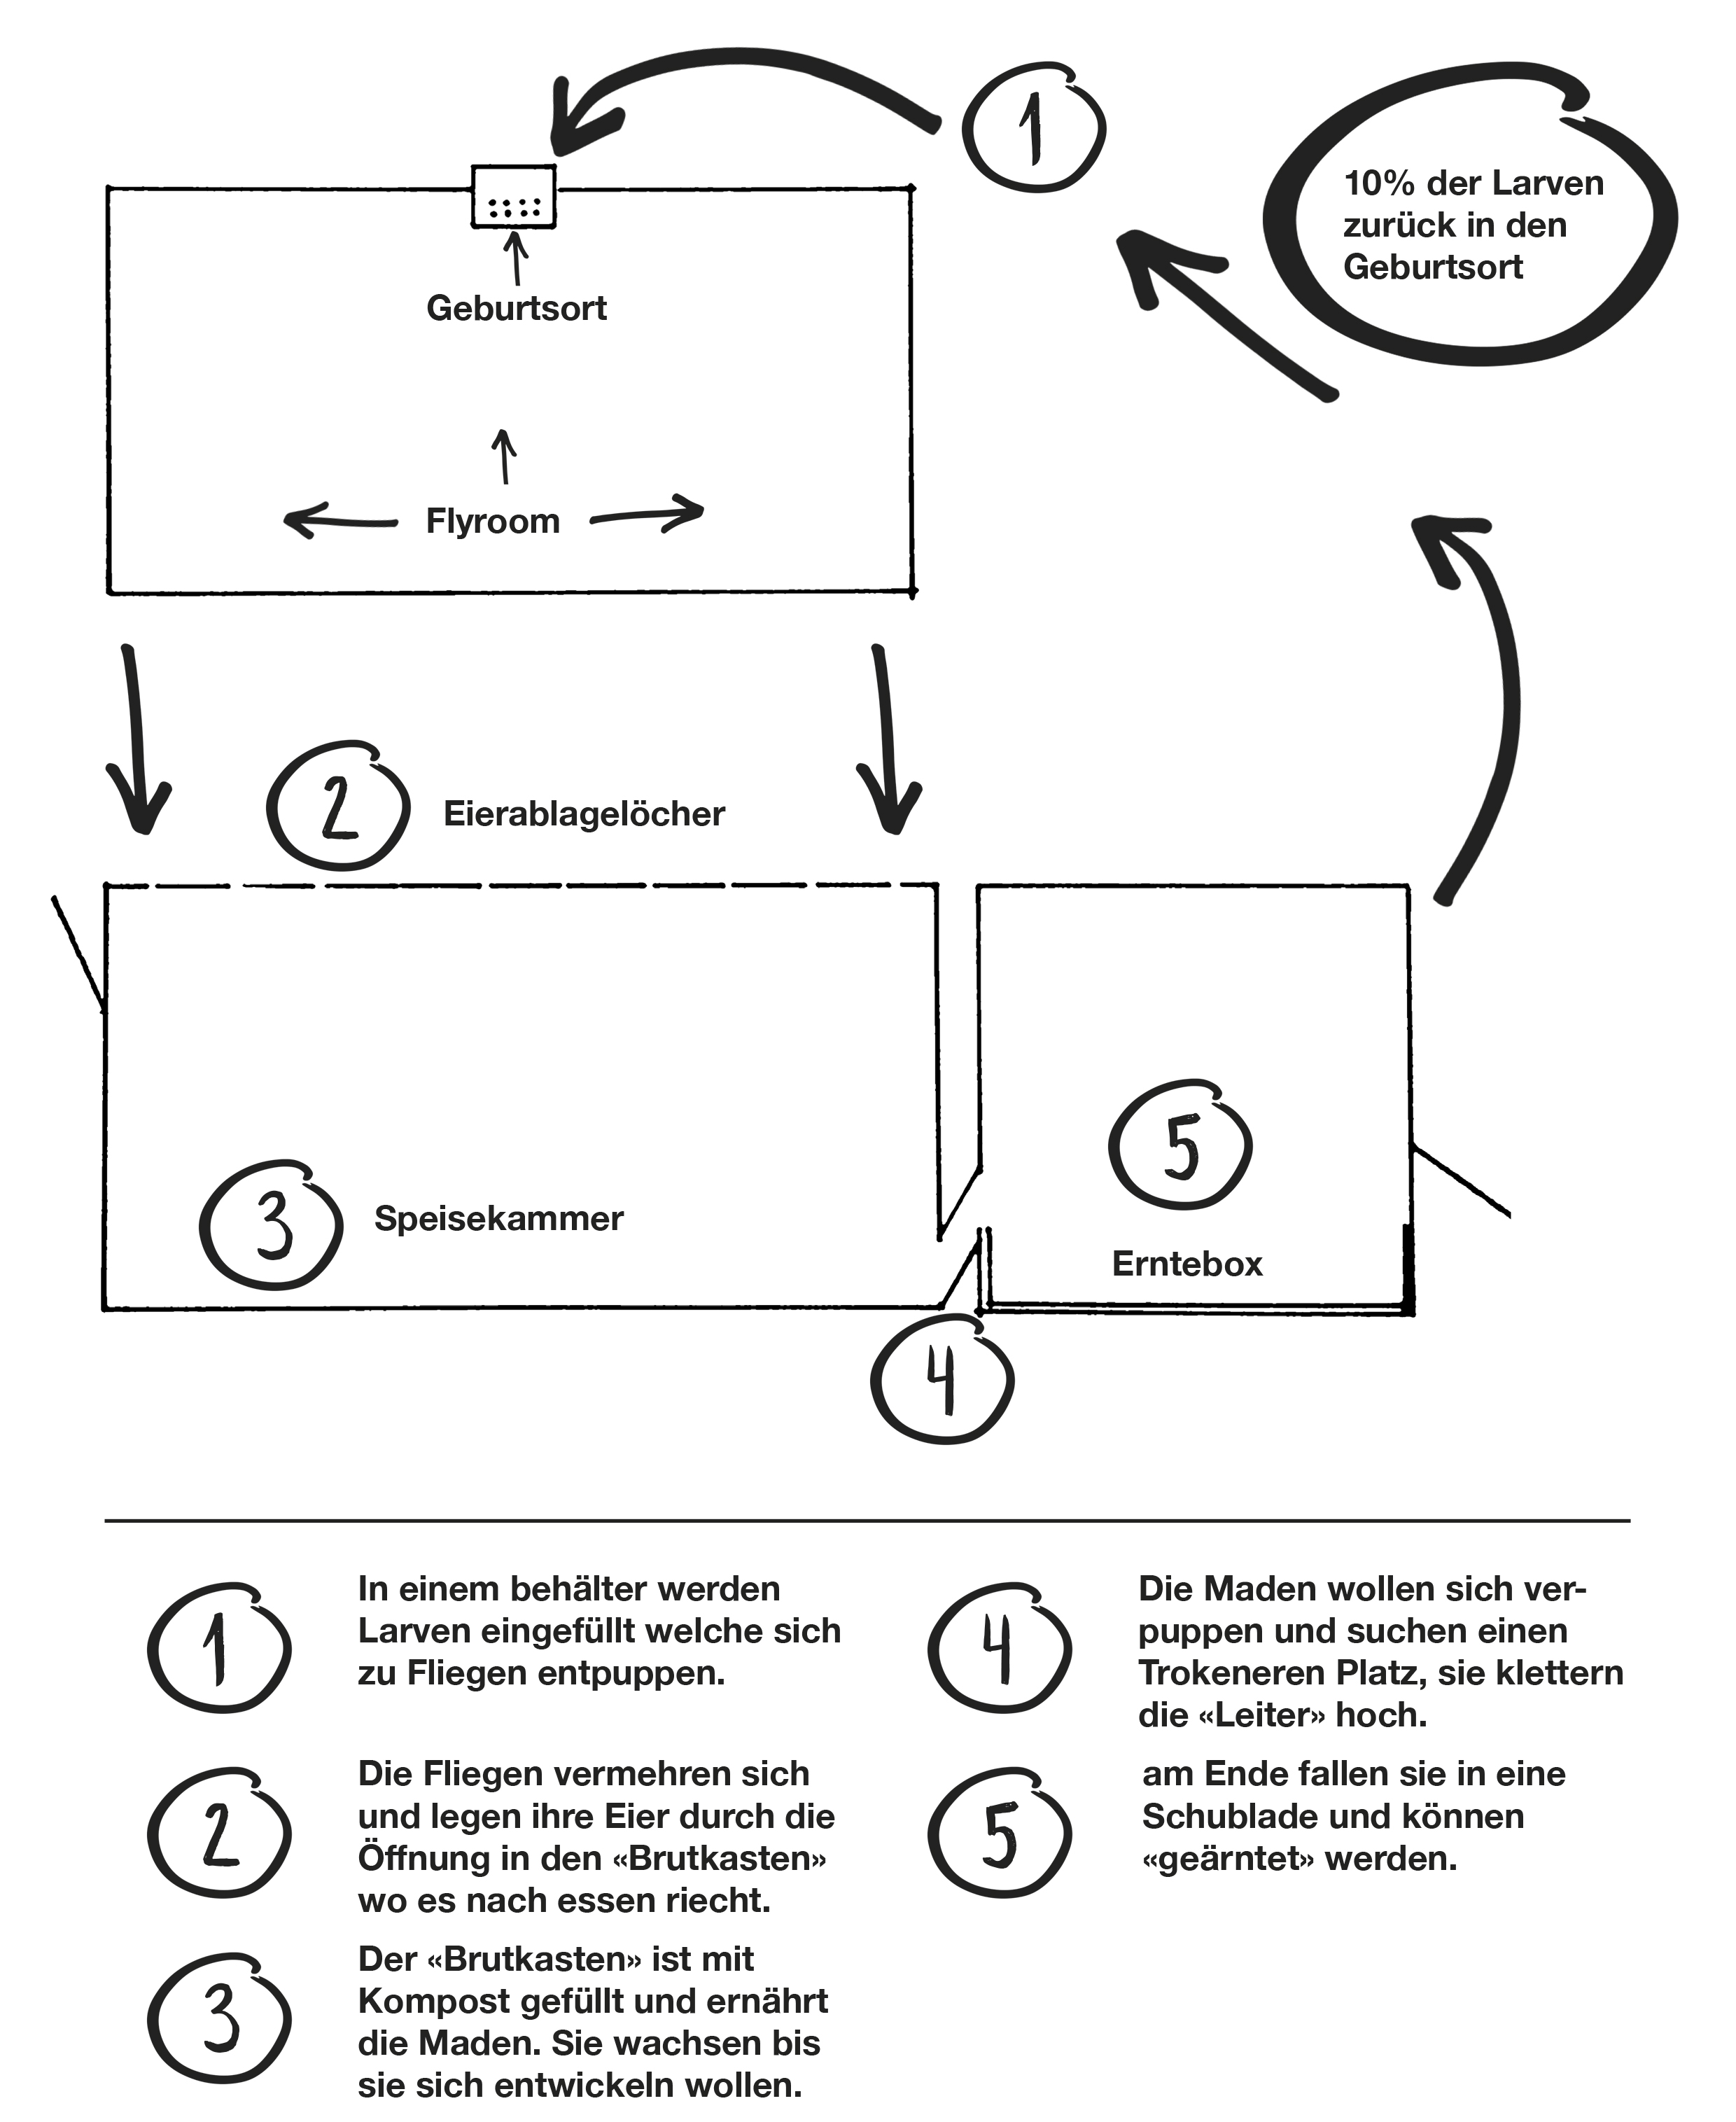 1
10% der Larven
zurück in den
Geburtsort
Geburtsort
Flyroom
2
Eierablagelöcher
5
3
Speisekammer
Erntebox
4
1
In einem behälter werden
Larven eingefüllt welche sich
zu Fliegen entpuppen.
2
Die Fliegen vermehren sich
und legen ihre Eier durch die
Öffnung in den «Brutkasten»
wo es nach essen riecht.
3
Der «Brutkasten» ist mit
Kompost gefüllt und ernährt
die Maden. Sie wachsen bis
sie sich entwickeln wollen.
4
Die Maden wollen sich ver-
puppen und suchen einen
Trokeneren Platz, sie klettern
die «Leiter» hoch.
5
am Ende fallen sie in eine
Schublade und können
«geärntet» werden.